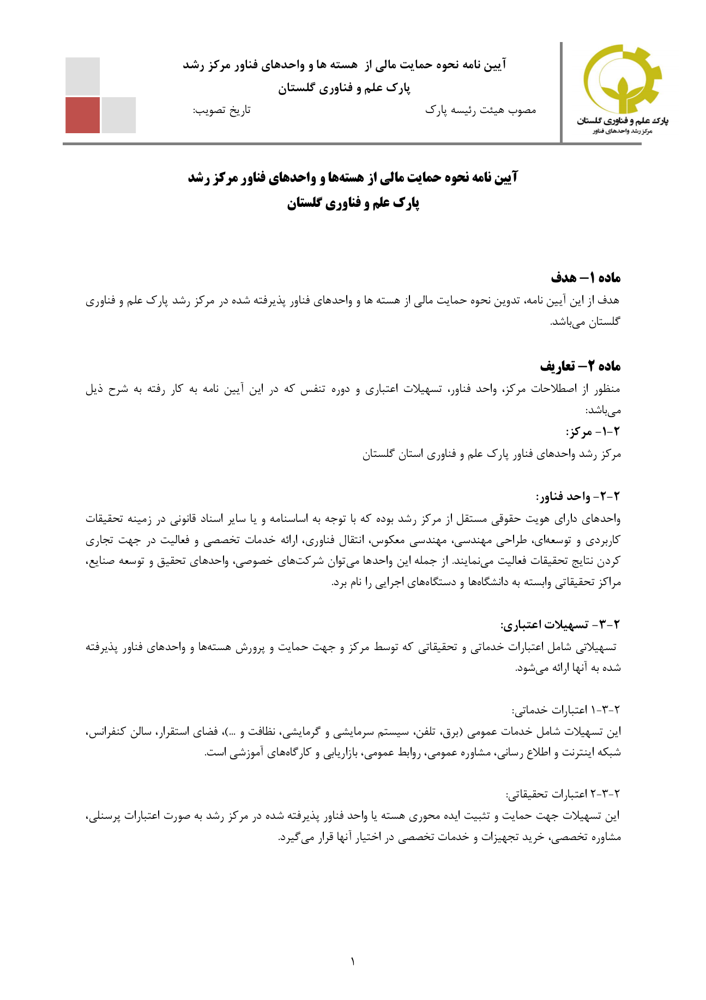 آیین نامه نحوه حمایت مالی از هسته ها و واحدهای فناور مرکز رشد
پارک علم و فناوری گلستان
مصوب هیئت رئیسه پارک تاریخ تصویب:
پارک علم و فناوری گلستان
مرکز رشد واحدهای فناور
آیین نامه نحوه حمایت مالی از هسته‌ها و واحدهای فناور مرکز رشد
پارک علم و فناوری گلستان
ماده ۱– هدف
هدف از این آیین نامه، تدوین نحوه حمایت مالی از هسته ها و واحدهای فناور پذیرفته شده در مرکز رشد پارک علم و فناوری
گلستان می‌باشد.
ماده ۲– تعاریف
منظور از اصطلاحات مرکز، واحد فناور، تسهیلات اعتباری و دوره تنفس که در این آیین نامه به کار رفته به شرح ذیل
می‌باشد:
۲-۱- مرکز:
مرکز رشد واحدهای فناور پارک علم و فناوری استان گلستان
۲-۲- واحد فناور:
واحدهای دارای هویت حقوقی مستقل از مرکز رشد بوده که با توجه به اساسنامه و یا سایر اسناد قانونی در زمینه تحقیقات
کاربردی و توسعه‌ای، طراحی مهندسی، مهندسی معکوس، انتقال فناوری، ارائه خدمات تخصصی و فعالیت در جهت تجاری
کردن نتایج تحقیقات فعالیت می‌نمایند. از جمله این واحدها می‌توان شرکت‌های خصوصی، واحدهای تحقیق و توسعه صنایع،
مراکز تحقیقاتی وابسته به دانشگاه‌ها و دستگاه‌های اجرایی را نام برد.
۲-۳- تسهیلات اعتباری:
تسهیلاتی شامل اعتبارات خدماتی و تحقیقاتی که توسط مرکز و جهت حمایت و پرورش هسته‌ها و واحدهای فناور پذیرفته
شده به آنها ارائه می‌شود.
۲-۳-۱ اعتبارات خدماتی:
این تسهیلات شامل خدمات عمومی (برق، تلفن، سیستم سرمایشی و گرمایشی، نظافت و ...)، فضای استقرار، سالن کنفرانس،
شبکه اینترنت و اطلاع رسانی، مشاوره عمومی، روابط عمومی، بازاریابی و کارگاه‌های آموزشی است.
۲-۳-۲ اعتبارات تحقیقاتی:
این تسهیلات جهت حمایت و تثبیت ایده محوری هسته یا واحد فناور پذیرفته شده در مرکز رشد به صورت اعتبارات پرسنلی،
مشاوره تخصصی، خرید تجهیزات و خدمات تخصصی در اختیار آنها قرار می‌گیرد.
۱